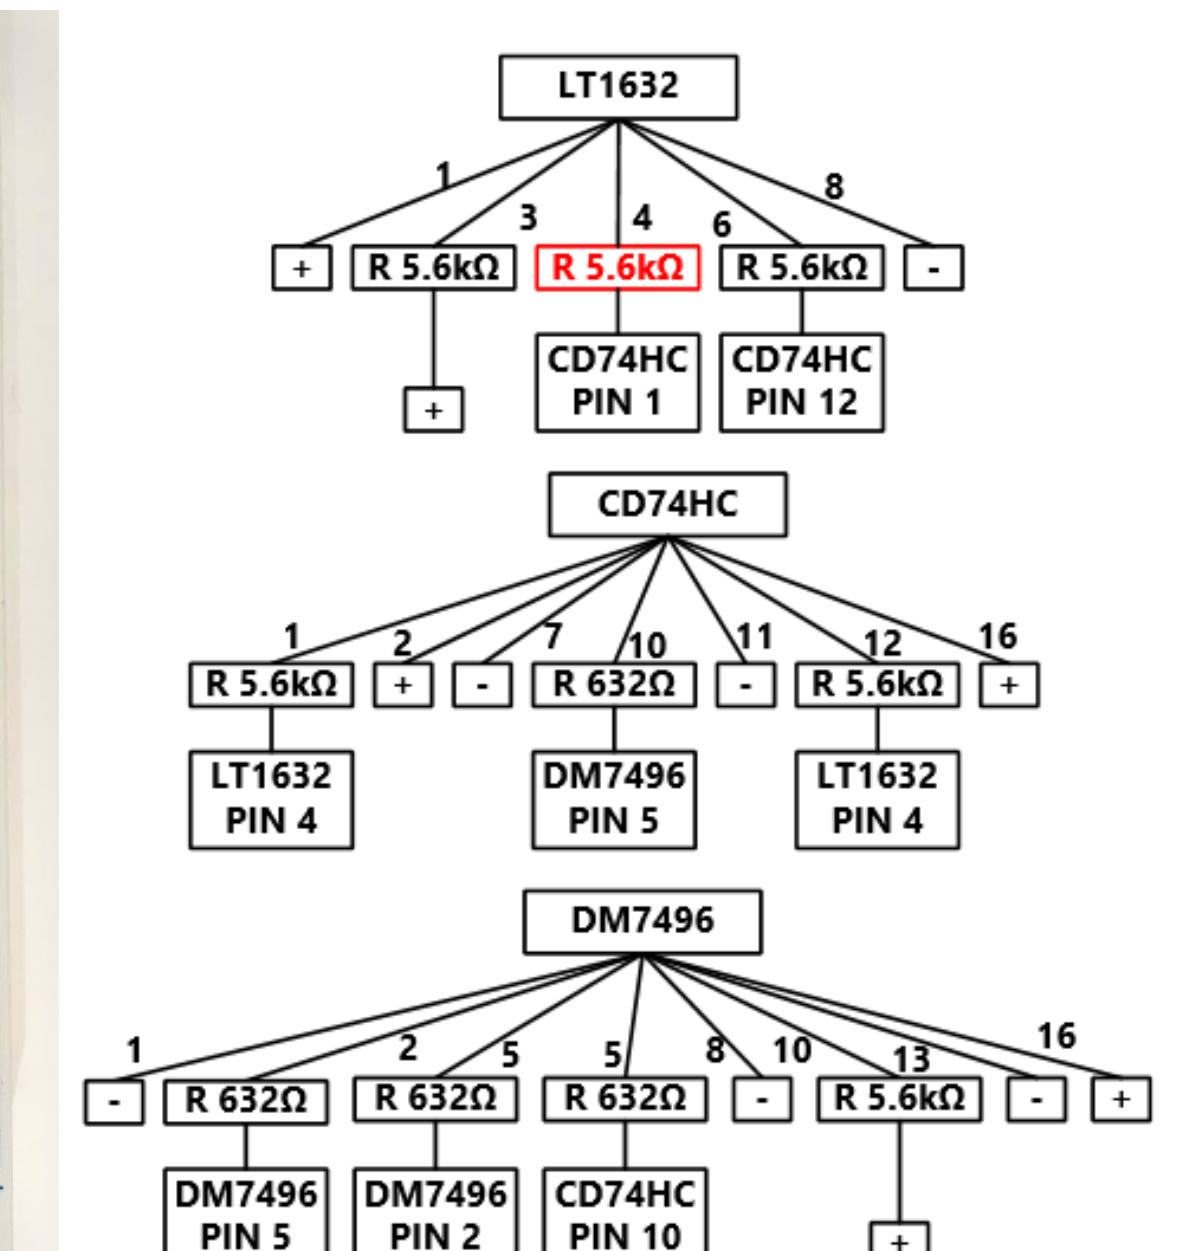 LT1632
1
3
4
6
8
+
R 5.6kΩ
R 5.6kΩ
R 5.6kΩ
-
+
CD74HC
PIN 1
CD74HC
PIN 12
CD74HC
1
2
7
10
11
12
16
R 5.6kΩ
+
-
R 632Ω
-
R 5.6kΩ
+
LT1632
PIN 4
DM7496
PIN 5
LT1632
PIN 4
DM7496
1
2
5
5
8
10
13
16
-
R 632Ω
R 632Ω
R 632Ω
-
R 5.6kΩ
-
+
DM7496
PIN 5
DM7496
PIN 2
CD74HC
PIN 10
+